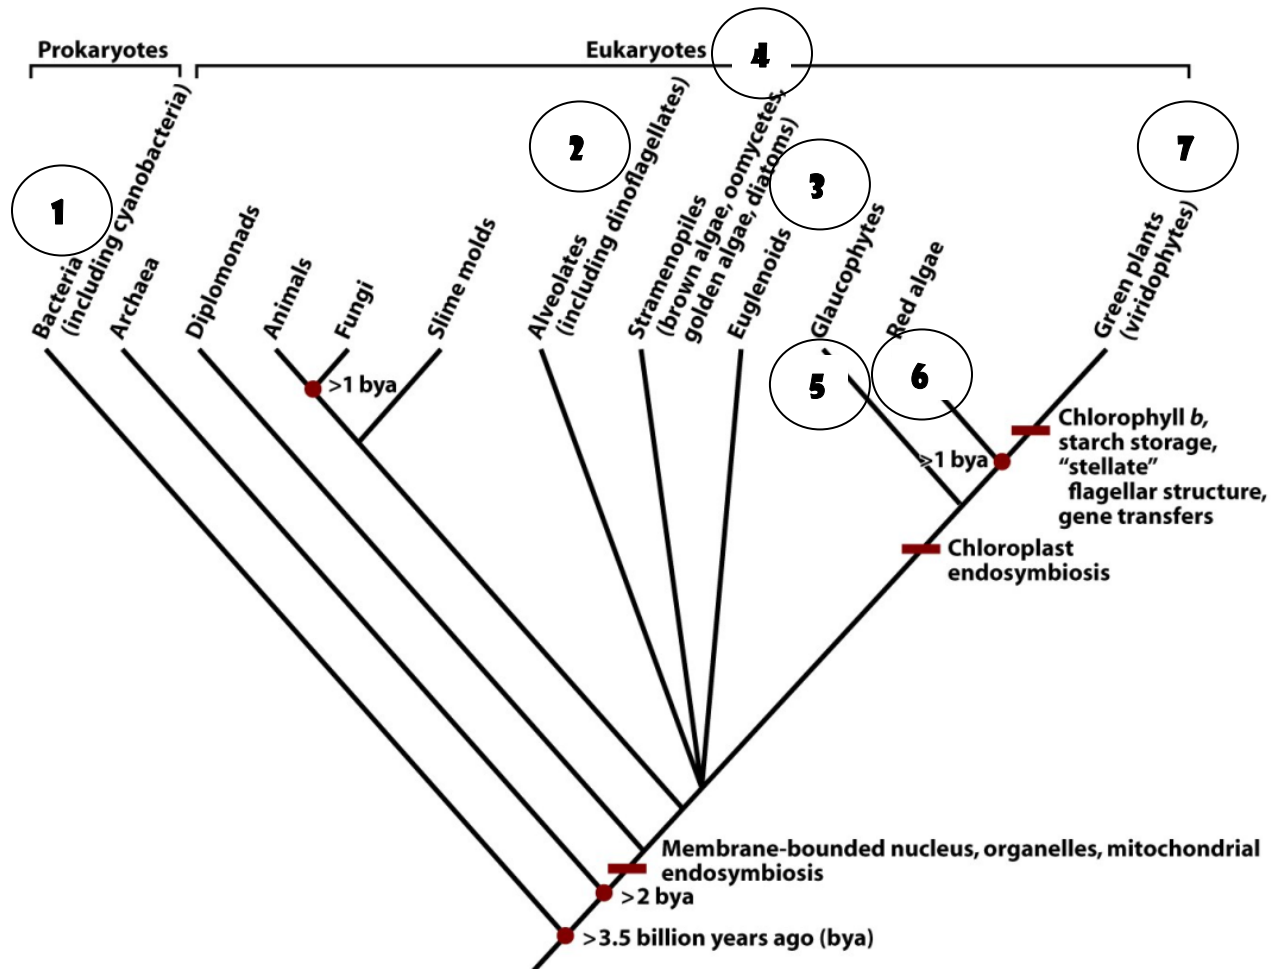 Prokaryotes
Eukaryotes
4
2
3
7
1
Bacteria
(including cyanobacteria)
Archaea
Diplomonads
Animals
Fungi
Slime molds
Alveolates
(including dinoflagellates)
Stramenopiles
(brown algae, oomycetes,
golden algae, diatoms)
Euglenoids
Glaucophytes
Red algae
Green plants
(viridophytes)
5
6
>1 bya
>1 bya
Chlorophyll b,
starch storage,
“stellate”
flagellar structure,
gene transfers
Chloroplast
endosymbiosis
Membrane-bounded nucleus, organelles, mitochondrial
endosymbiosis
>2 bya
>3.5 billion years ago (bya)